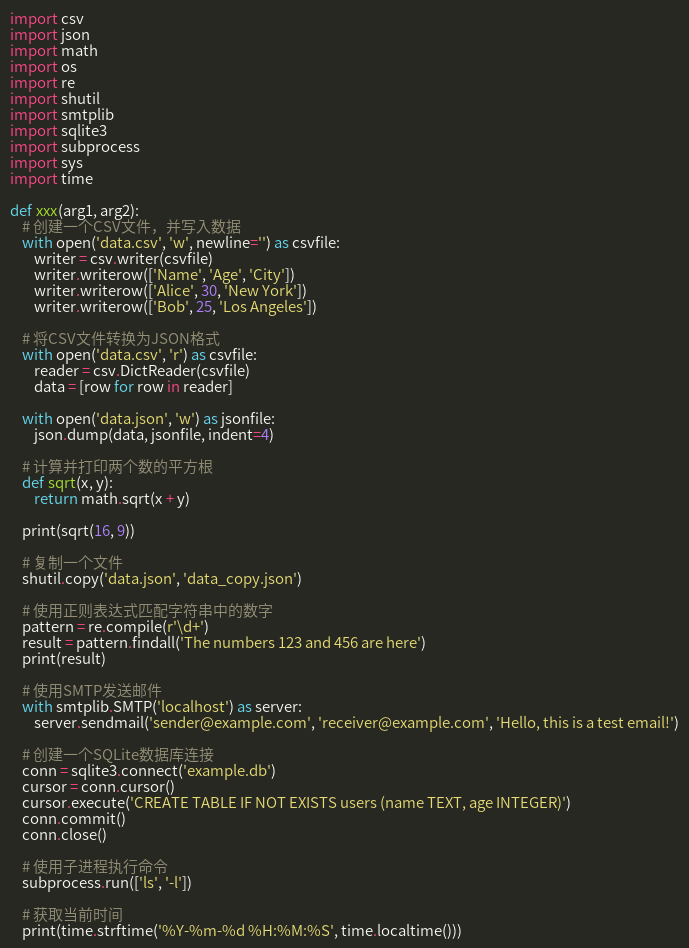 import csv
import json
import math
import os
import re
import shutil
import smtplib
import sqlite3
import subprocess
import sys
import time

def xxx(arg1, arg2):
    # 创建一个CSV文件，并写入数据
    with open('data.csv', 'w', newline='') as csvfile:
        writer = csv.writer(csvfile)
        writer.writerow(['Name', 'Age', 'City'])
        writer.writerow(['Alice', 30, 'New York'])
        writer.writerow(['Bob', 25, 'Los Angeles'])

    # 将CSV文件转换为JSON格式
    with open('data.csv', 'r') as csvfile:
        reader = csv.DictReader(csvfile)
        data = [row for row in reader]

    with open('data.json', 'w') as jsonfile:
        json.dump(data, jsonfile, indent=4)

    # 计算并打印两个数的平方根
    def sqrt(x, y):
        return math.sqrt(x + y)

    print(sqrt(16, 9))

    # 复制一个文件
    shutil.copy('data.json', 'data_copy.json')

    # 使用正则表达式匹配字符串中的数字
    pattern = re.compile(r'\d+')
    result = pattern.findall('The numbers 123 and 456 are here')
    print(result)

    # 使用SMTP发送邮件
    with smtplib.SMTP('localhost') as server:
        server.sendmail('sender@example.com', 'receiver@example.com', 'Hello, this is a test email!')

    # 创建一个SQLite数据库连接
    conn = sqlite3.connect('example.db')
    cursor = conn.cursor()
    cursor.execute('CREATE TABLE IF NOT EXISTS users (name TEXT, age INTEGER)')
    conn.commit()
    conn.close()

    # 使用子进程执行命令
    subprocess.run(['ls', '-l'])

    # 获取当前时间
    print(time.strftime('%Y-%m-%d %H:%M:%S', time.localtime()))